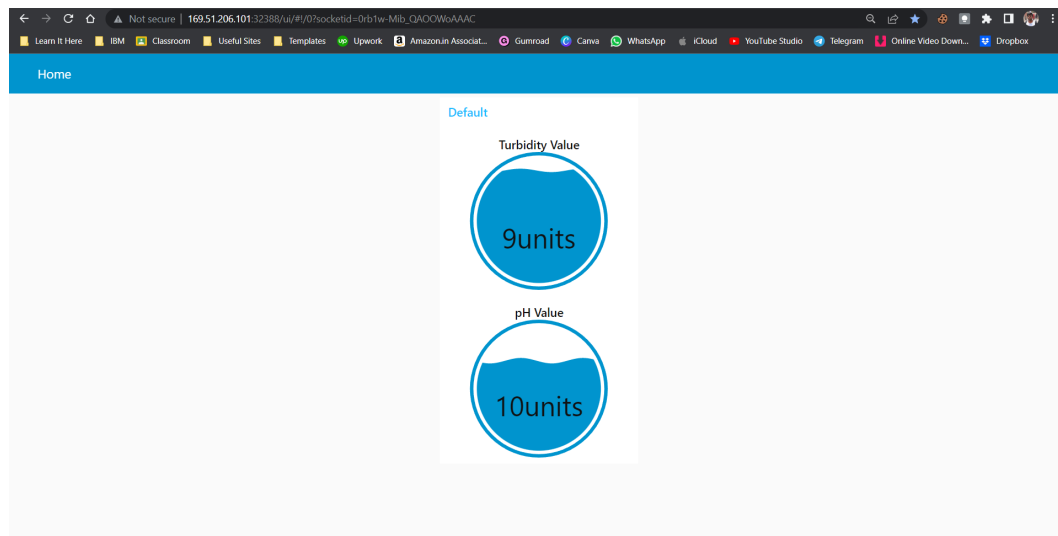 Not secure | 169.51.206.101:32388/ui/#!/0?socketid=0rb1w-Mib_QAOOWoAAAC
Learn It Here IBM Classroom Useful Sites Templates up Upwork a Amazon.in Associat... G Gumroad C Canva WhatsApp iCloud YouTube Studio Telegram Online Video Down... Dropbox
Home
Default
Turbidity Value
9units
pH Value
10units